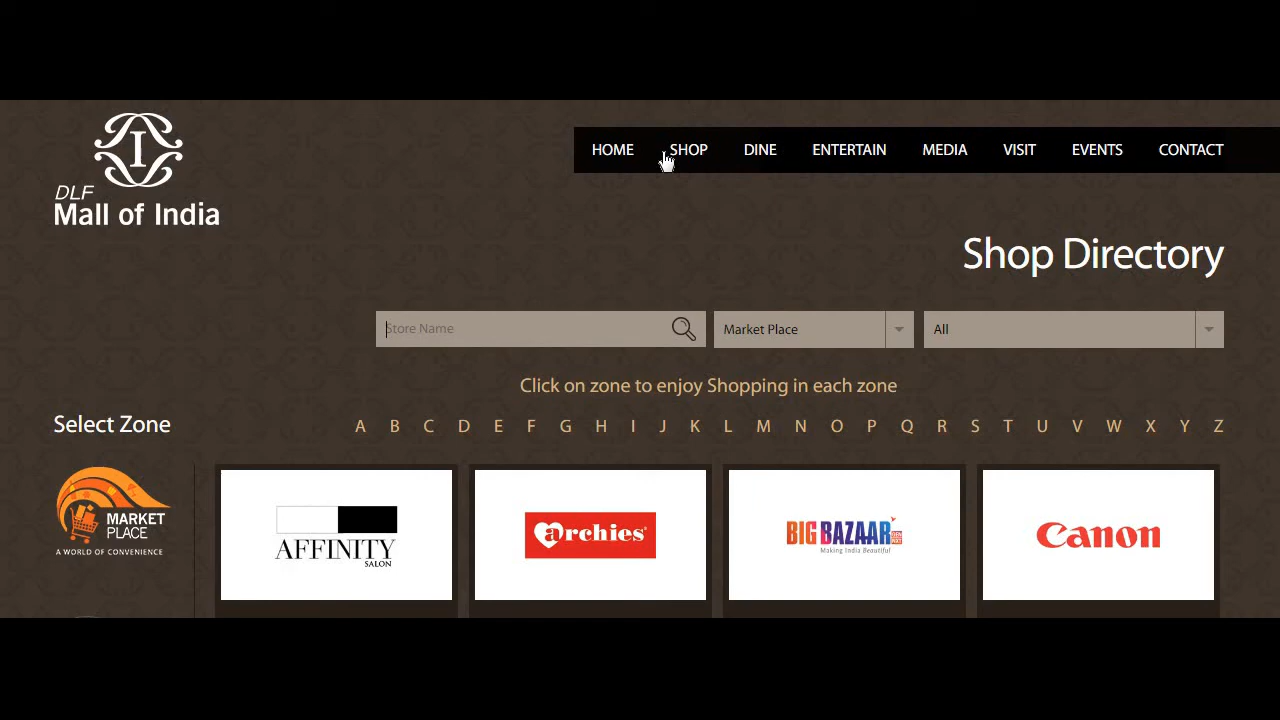 HOME SHOP DINE ENTERTAIN MEDIA VISIT EVENTS CONTACT
I
DLF
Mall of India
Shop Directory
Store Name
Market Place
All
Click on zone to enjoy Shopping in each zone
Select Zone
A B C D E F G H I J K L M N O P Q R S T U V W X Y Z
MARKET
PLACE
A WORLD OF CONVENIENCE
AFFINITY
SALON
archies
BIG BAZAAR
Making India Beautiful
Canon